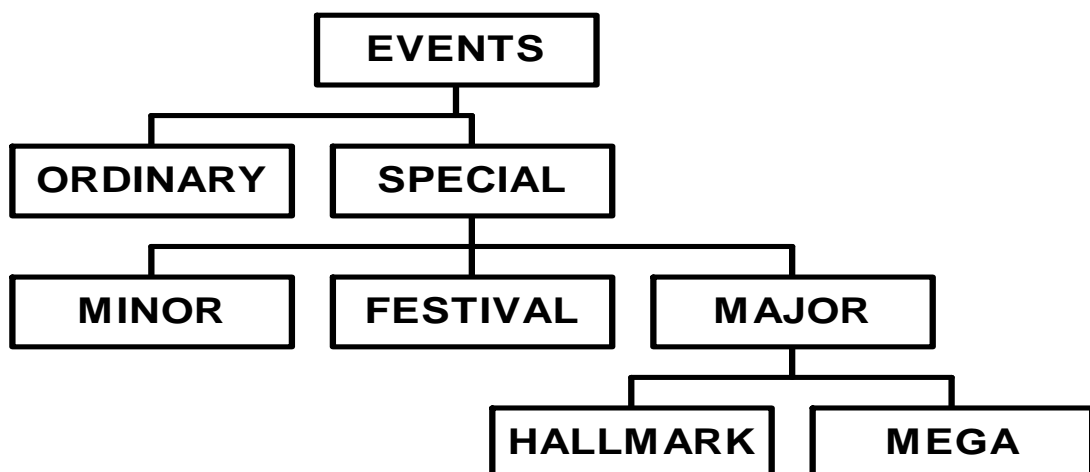 EVENTS
ORDINARY SPECIAL
MINOR FESTIVAL MAJOR
HALLMARK MEGA